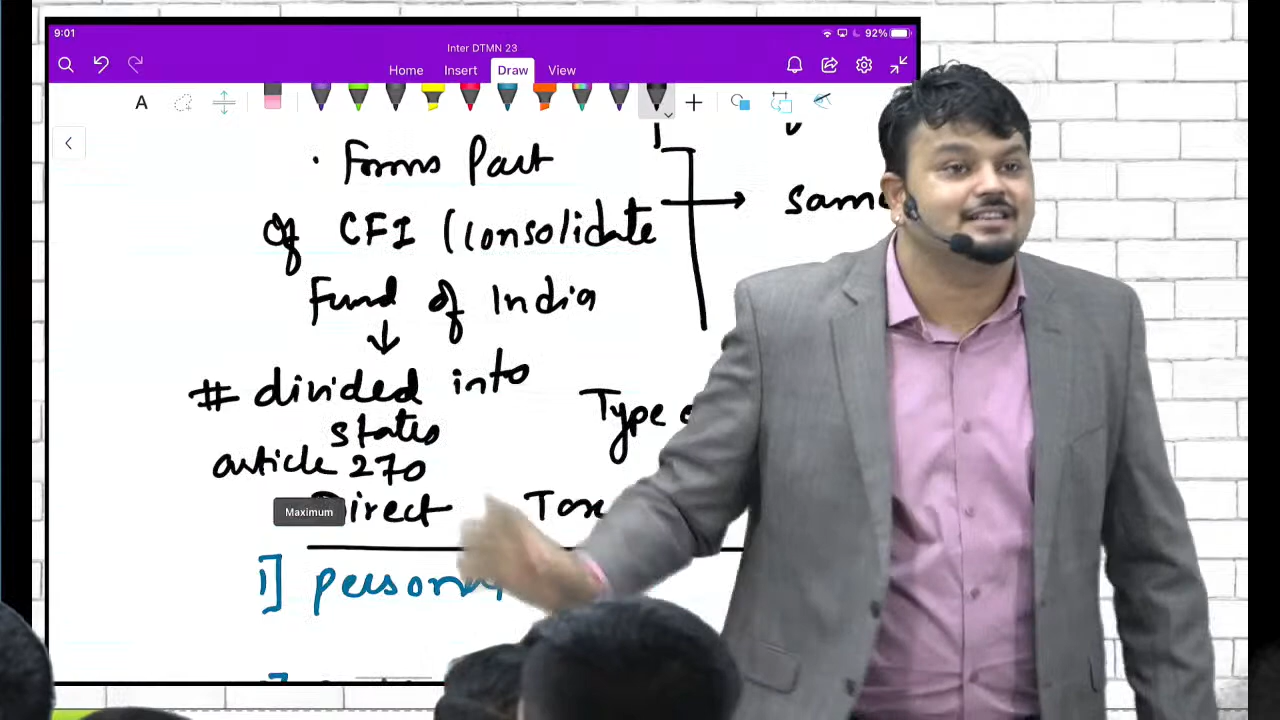 9:01
92%
Inter DTMN 23
Home Insert Draw View
A
. Forms Part
of CFI (Consolidate
Same
Fund of India
# divided into
states
Type
article 270
Maximum
Direct Tax
1] personal